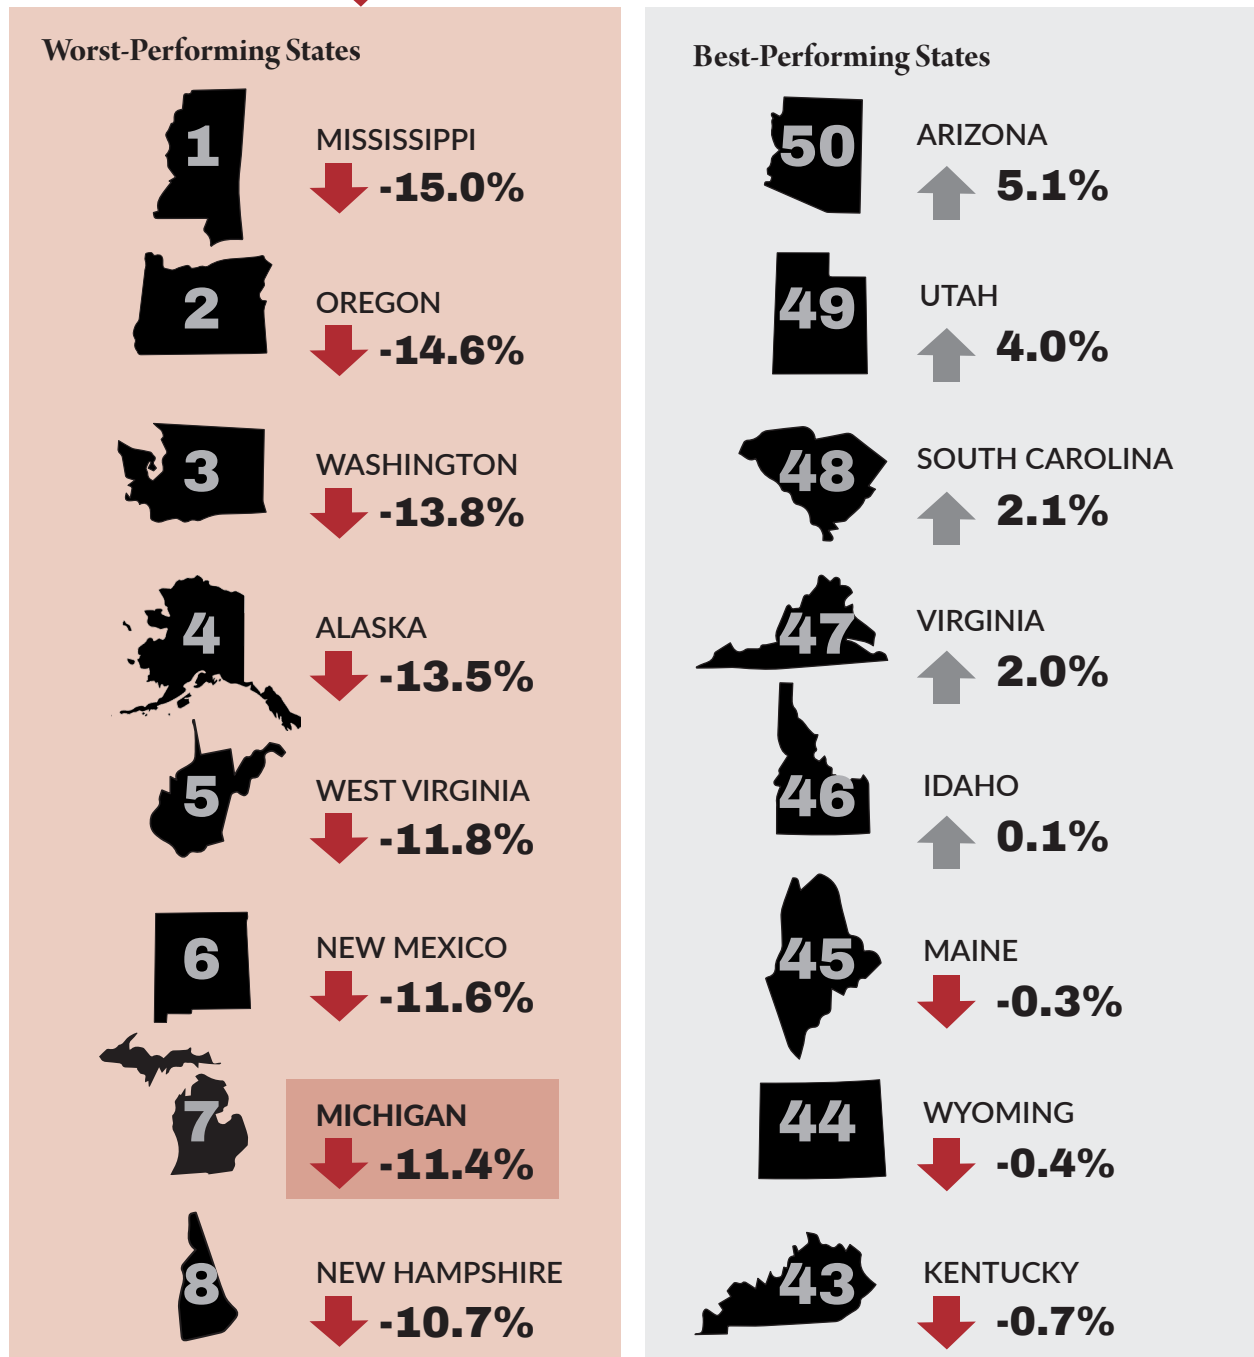 Worst-Performing States
1
MISSISSIPPI
-15.0%
2
OREGON
-14.6%
3
WASHINGTON
-13.8%
4
ALASKA
-13.5%
5
WEST VIRGINIA
-11.8%
6
NEW MEXICO
-11.6%
7
MICHIGAN
-11.4%
8
NEW HAMPSHIRE
-10.7%
Best-Performing States
50
ARIZONA
5.1%
49
UTAH
4.0%
48
SOUTH CAROLINA
2.1%
47
VIRGINIA
2.0%
46
IDAHO
0.1%
45
MAINE
-0.3%
44
WYOMING
-0.4%
43
KENTUCKY
-0.7%